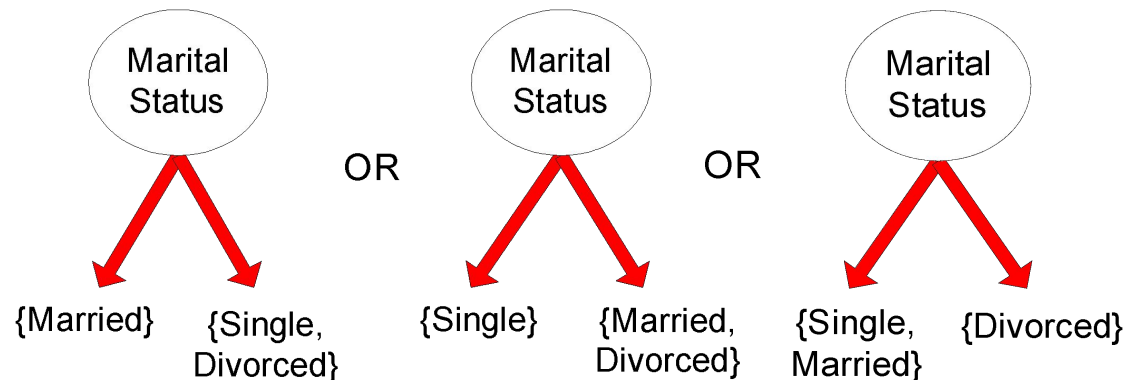 Marital
Status
OR
Marital
Status
OR
Marital
Status
{Married}
{Single,
Divorced}
{Single}
{Married,
Divorced}
{Single,
Married}
{Divorced}